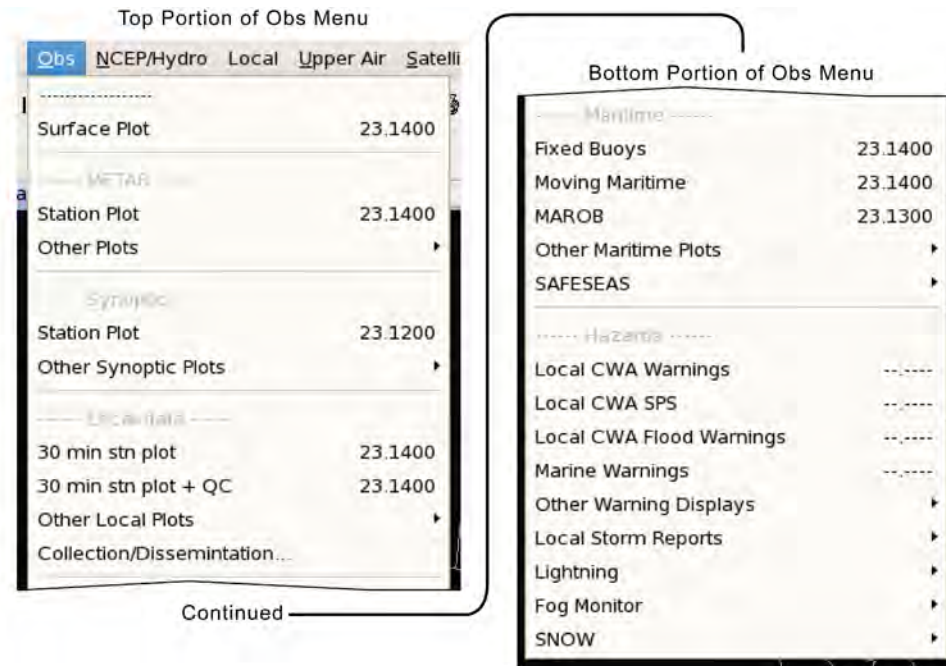 Top Portion of Obs Menu
Obs NCEP/Hydro Local Upper Air Satelli
------------------
Surface Plot 23.1400
------ METAR
Station Plot 23.1400
Other Plots
Synoptic
Station Plot 23.1200
Other Synoptic Plots
------ Local data ------
30 min stn plot 23.1400
30 min stn plot + QC 23.1400
Other Local Plots
Collection/Dissemintation...
Continued
Bottom Portion of Obs Menu
------ Maritime ------
Fixed Buoys 23.1400
Moving Maritime 23.1400
MAROB 23.1300
Other Maritime Plots
SAFESEAS
------ Hazards ------
Local CWA Warnings --.----
Local CWA SPS --.----
Local CWA Flood Warnings --.----
Marine Warnings --.----
Other Warning Displays
Local Storm Reports
Lightning
Fog Monitor
SNOW